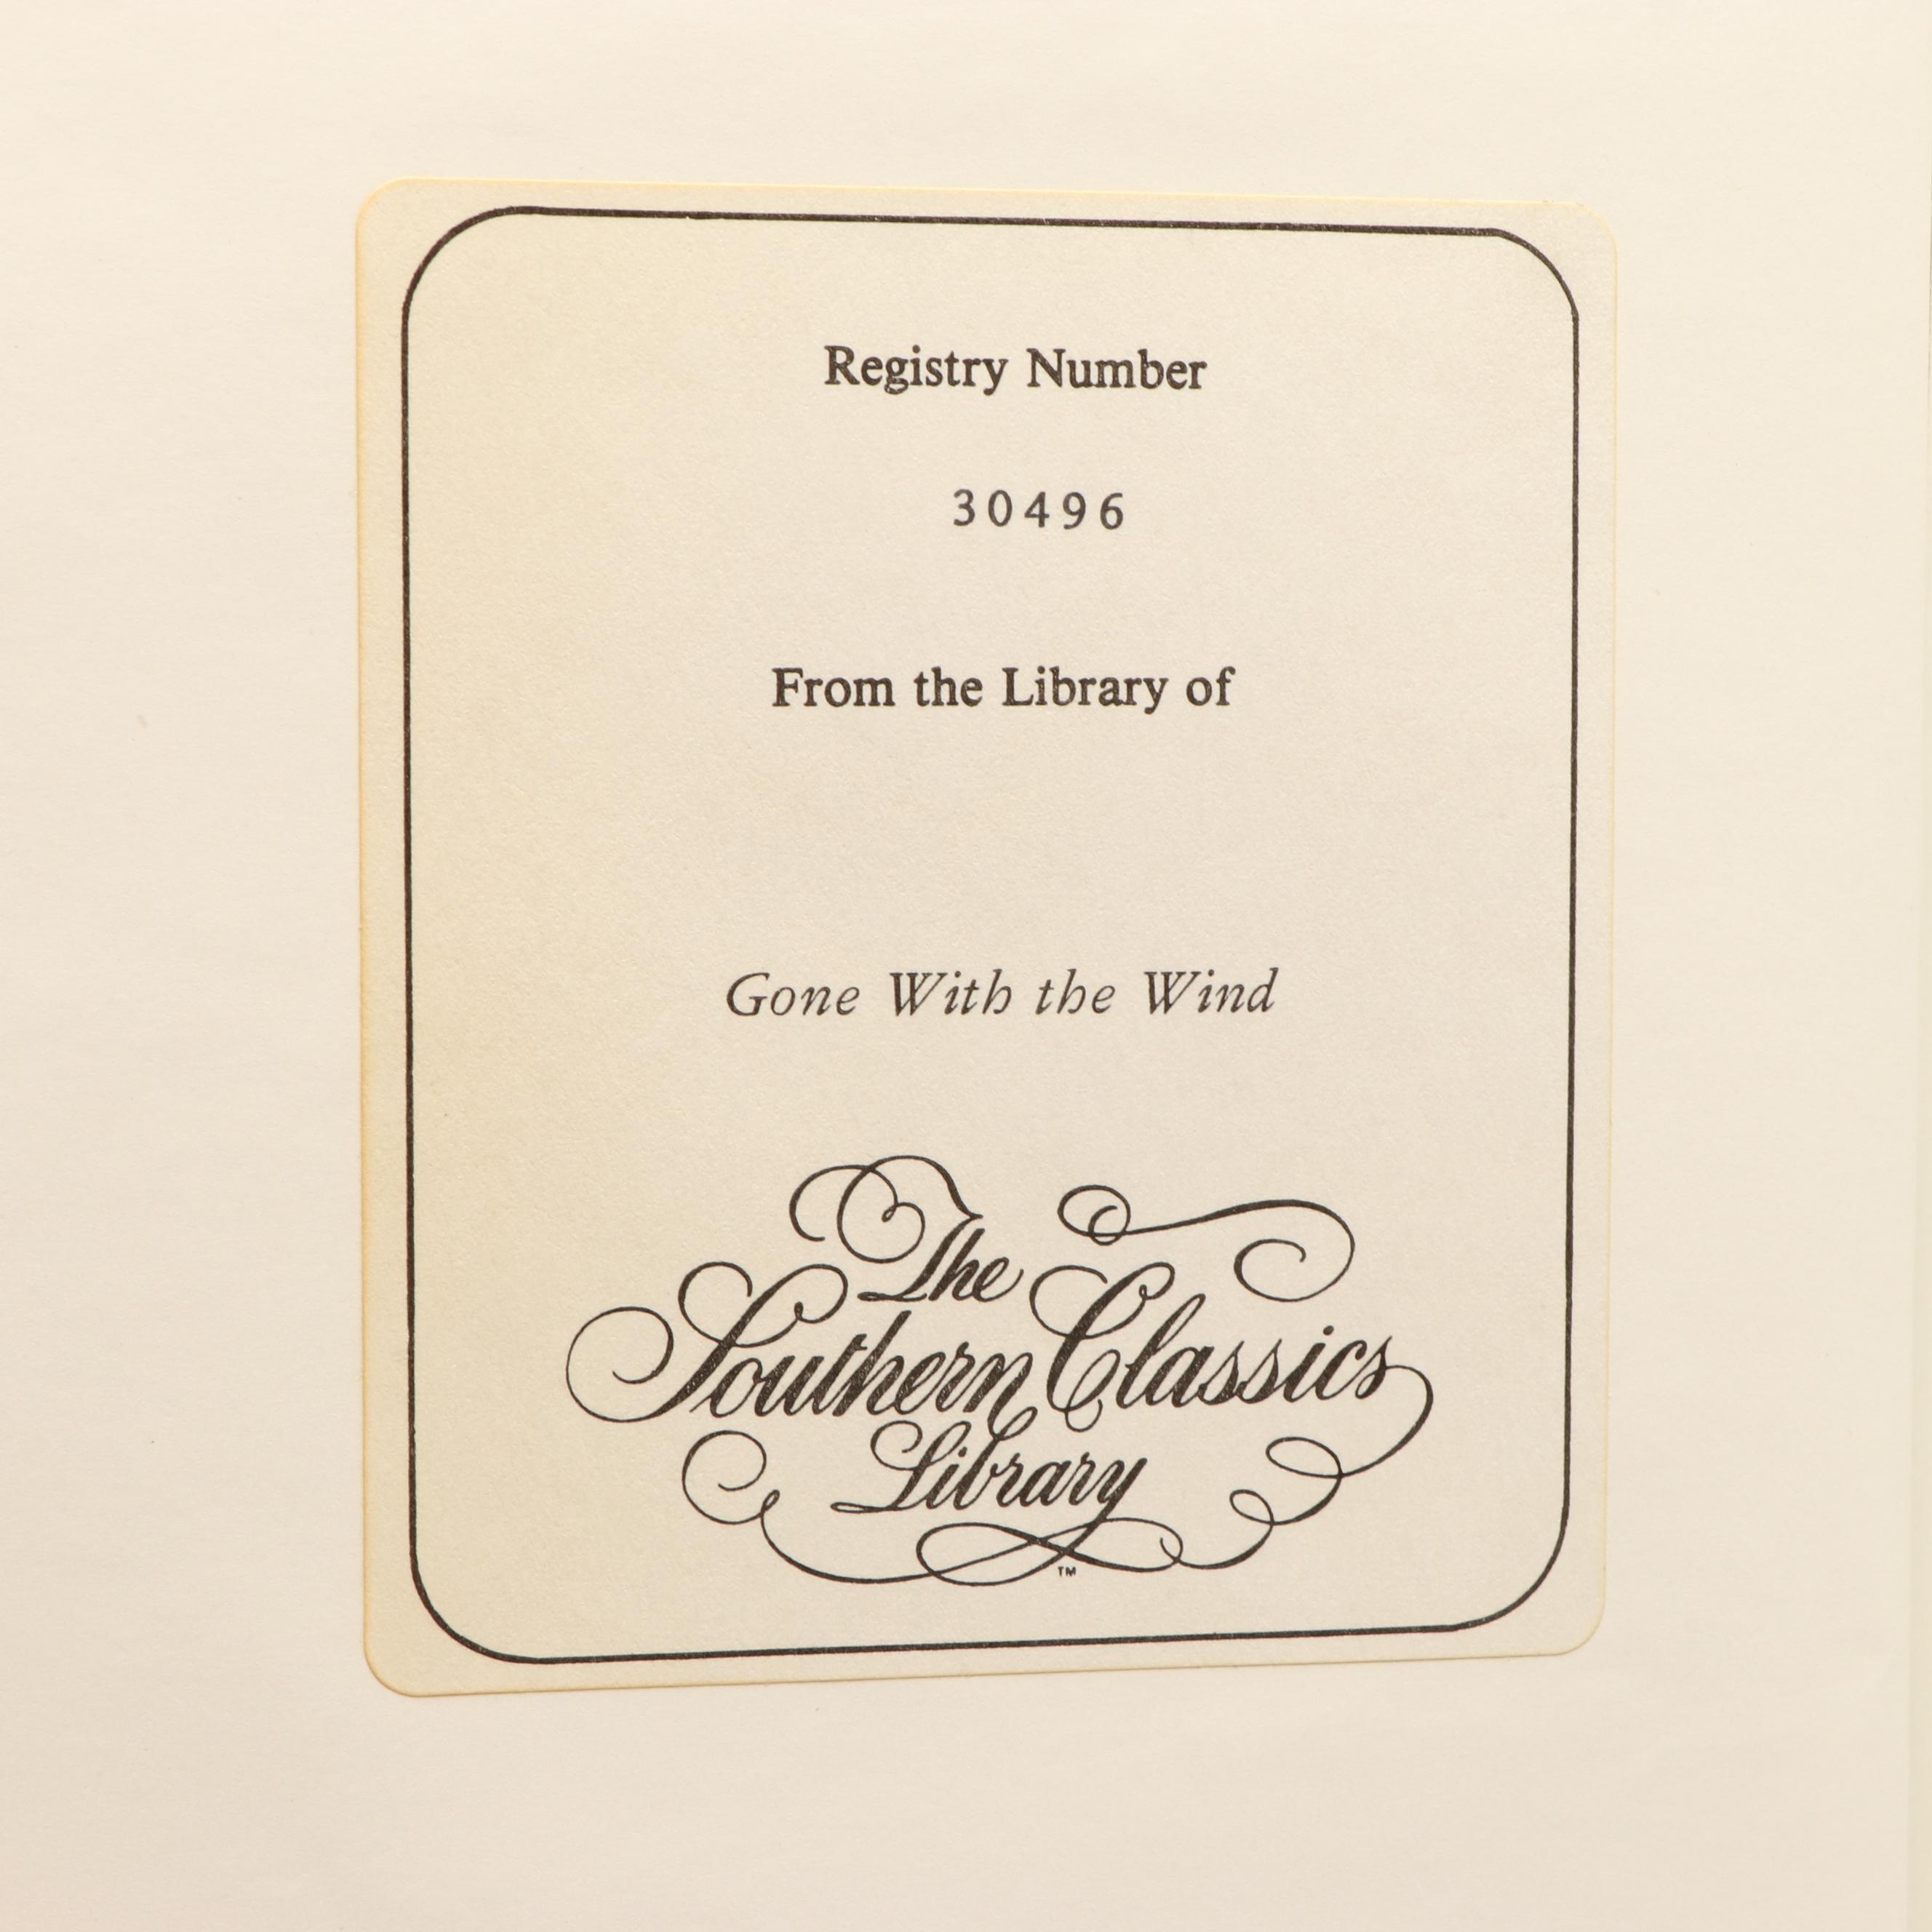 Registry Number
30496
From the Library of
Gone With the Wind
The
Southern Classics
Library
TM